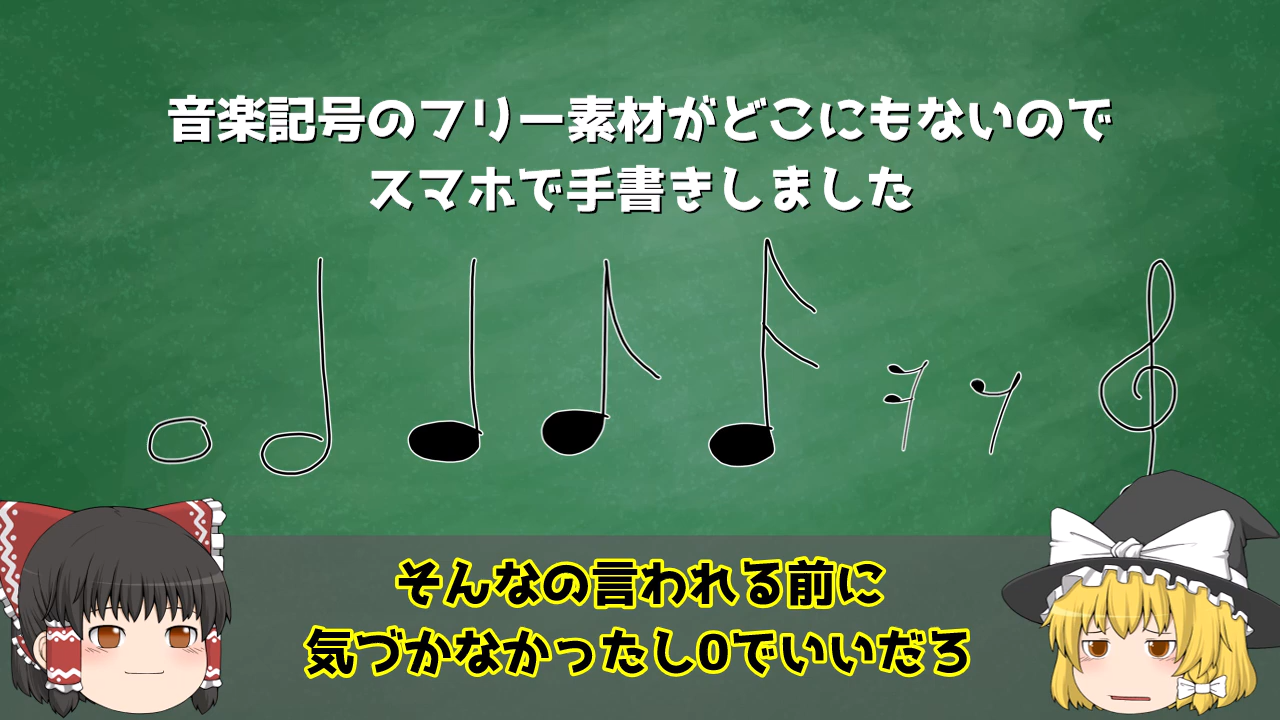 音楽記号のフリー素材がどこにもないので
スマホで手書きしました
そんなの言われる前に
気づかなかったし0でいいだろ